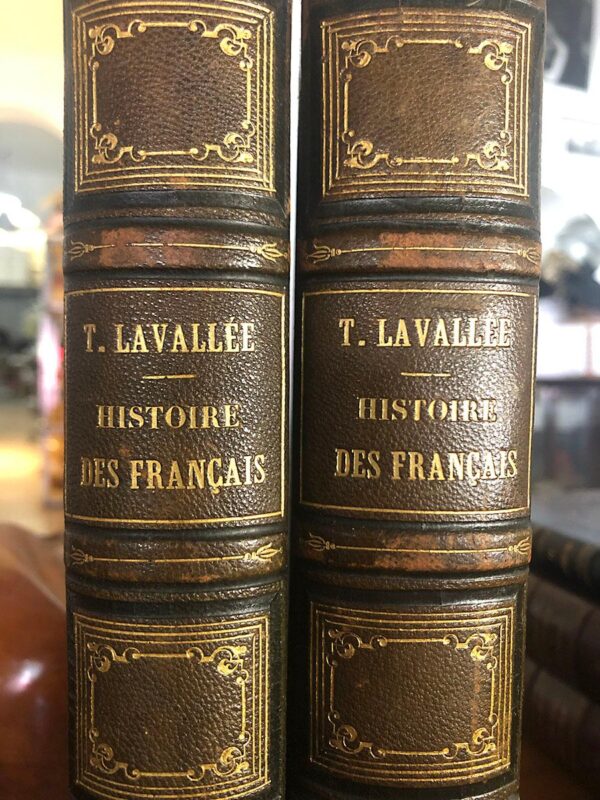 T. LAVALLÉE
HISTOIRE
DES FRANÇAIS
T. LAVALLÉE
HISTOIRE
DES FRANÇAIS